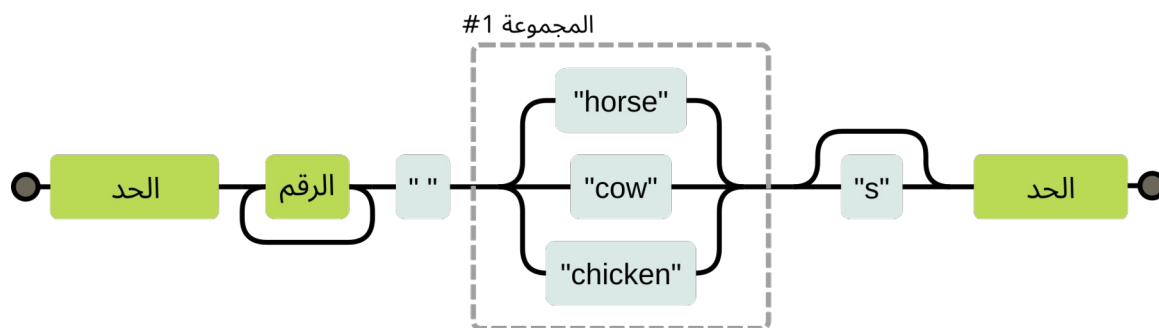 المجموعة 1#
"horse"
الحد
الرقم
" "
"cow"
"s"
الحد
"chicken"